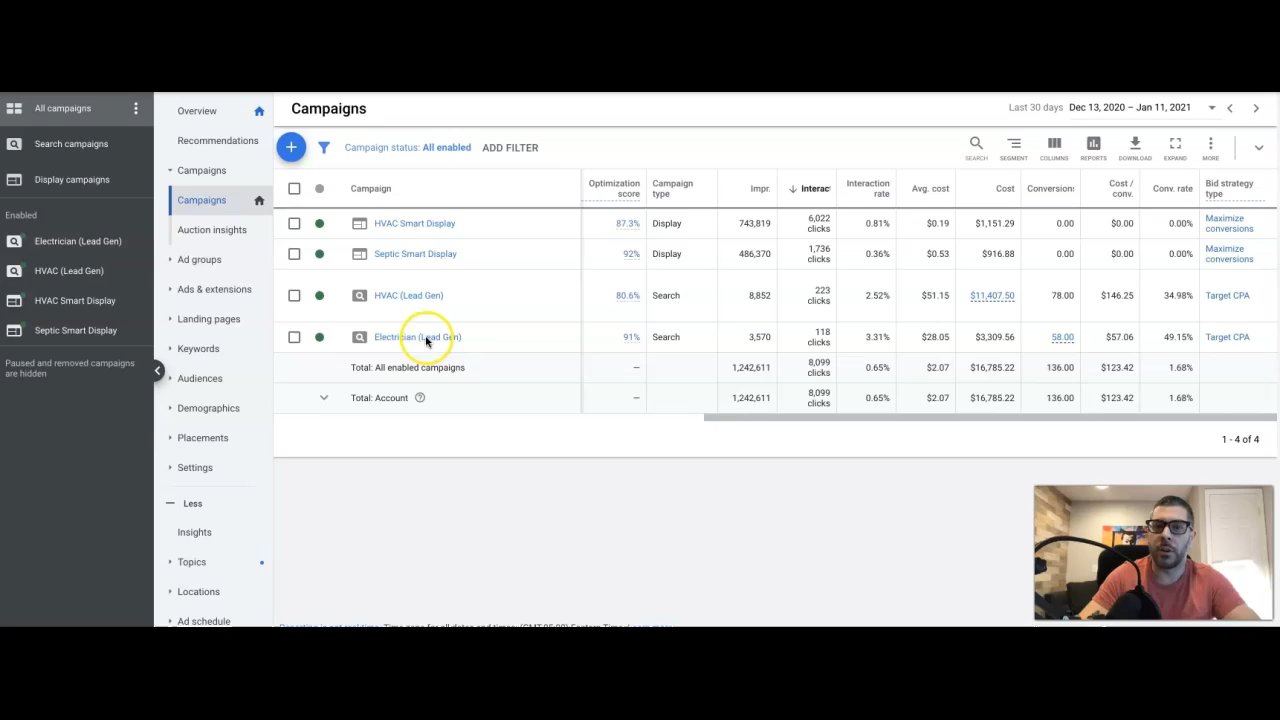 All campaigns
Search campaigns
Display campaigns
Enabled
Electrician (Lead Gen)
HVAC (Lead Gen)
HVAC Smart Display
Septic Smart Display
Paused and removed campaigns
are hidden
Overview
Recommendations
Campaigns
Campaigns
Auction insights
Ad groups
Ads & extensions
Landing pages
Keywords
Audiences
Demographics
Placements
Settings
Less
Insights
Topics
Locations
Ad schedule
Campaigns
Last 30 days Dec 13, 2020 – Jan 11, 2021
Campaign status: All enabled ADD FILTER
SEARCH SEGMENT COLUMNS REPORTS DOWNLOAD EXPAND MORE
Campaign Optimization score Campaign type Impr. Interac Interaction rate Avg. cost Cost Conversion Cost / conv. Conv. rate Bid strategy type
HVAC Smart Display 87.3% Display 743,819 6,022 clicks 0.81% $0.19 $1,151.29 0.00 $0.00 0.00% Maximize conversions
Septic Smart Display 92% Display 486,370 1,736 clicks 0.36% $0.53 $916.88 0.00 $0.00 0.00% Maximize conversions
HVAC (Lead Gen) 80.6% Search 8,852 223 clicks 2.52% $51.15 $11,407.50 78.00 $146.25 34.98% Target CPA
Electrician (Lead Gen) 91% Search 3,570 118 clicks 3.31% $28.05 $3,309.56 58.00 $57.06 49.15% Target CPA
Total: All enabled campaigns — 1,242,611 8,099 clicks 0.65% $2.07 $16,785.22 136.00 $123.42 1.68%
Total: Account ? — 1,242,611 8,099 clicks 0.65% $2.07 $16,785.22 136.00 $123.42 1.68%
1 - 4 of 4